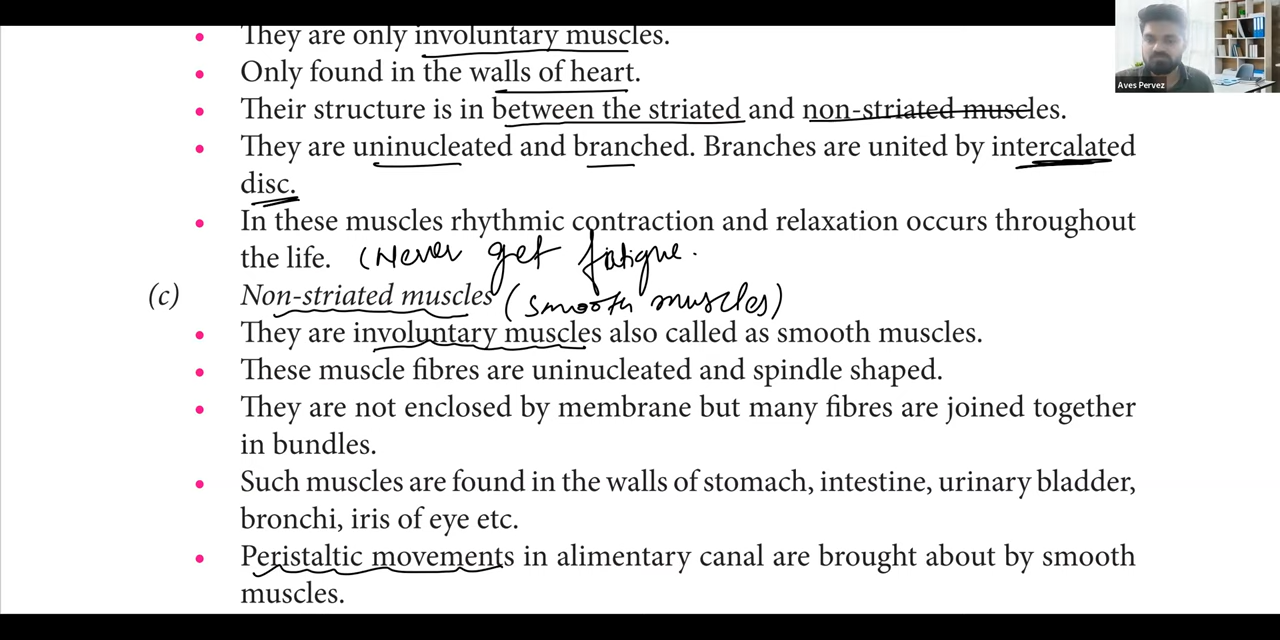 They are only involuntary muscles.
Only found in the walls of heart.
Their structure is in between the striated and non-striated muscles.
They are uninucleated and branched. Branches are united by intercalated
disc.
In these muscles rhythmic contraction and relaxation occurs throughout
the life. (Never get fatigue.
(c) Non-striated muscles (smooth muscles)
They are involuntary muscles also called as smooth muscles.
These muscle fibres are uninucleated and spindle shaped.
They are not enclosed by membrane but many fibres are joined together
in bundles.
Such muscles are found in the walls of stomach, intestine, urinary bladder,
bronchi, iris of eye etc.
Peristaltic movements in alimentary canal are brought about by smooth
muscles.
Aves Pervez